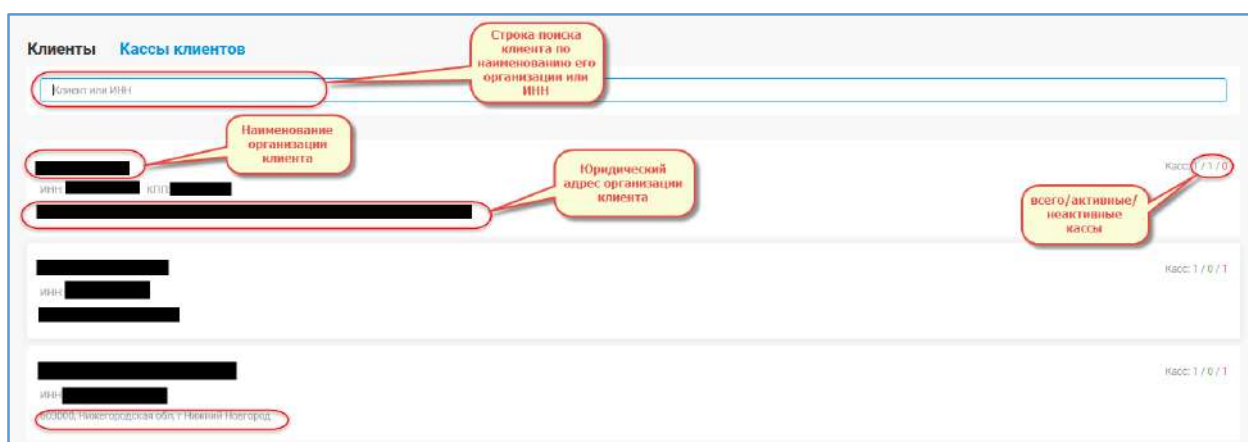 Клиенты Кассы клиентов
Строка поиска
клиента по
наименованию его
организации или
ИНН
Клиент или ИНН
Наименование
организации
клиента
Юридический
адрес организации
клиента
Касс: 1 / 1 / 0
ИНН: КПП:
всего/активные/
неактивные
кассы
Касс: 1 / 0 / 1
ИНН:
Касс: 1 / 0 / 1
ИНН:
603000, Нижегородская обл, г Нижний Новгород